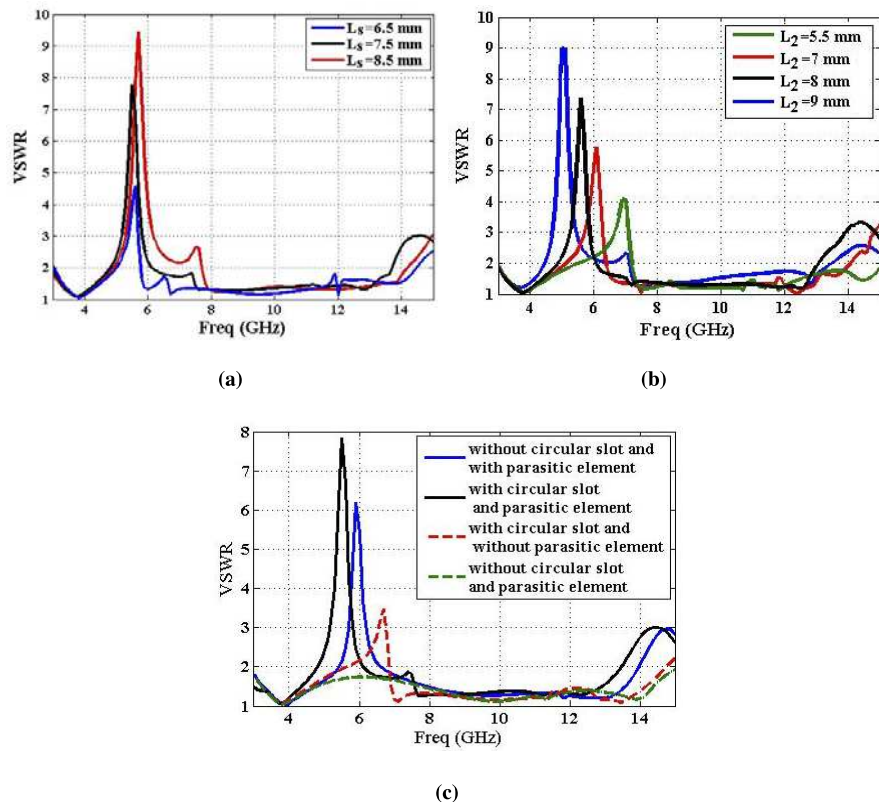 10
9
8
7
6
5
4
3
2
1
VSWR
4 6 8 10 12 14
Freq (GHz)
Ls=6.5 mm
Ls=7.5 mm
Ls=8.5 mm
(a)
10
9
8
7
6
5
4
3
2
1
VSWR
4 6 8 10 12 14
Freq (GHz)
L2=5.5 mm
L2=7 mm
L2=8 mm
L2=9 mm
(b)
8
7
6
5
4
3
2
1
VSWR
4 6 8 10 12 14
Freq (GHz)
without circular slot and
with parasitic element
with circular slot
and parasitic element
with circular slot and
without parasitic element
without circular slot
and parasitic element
(c)